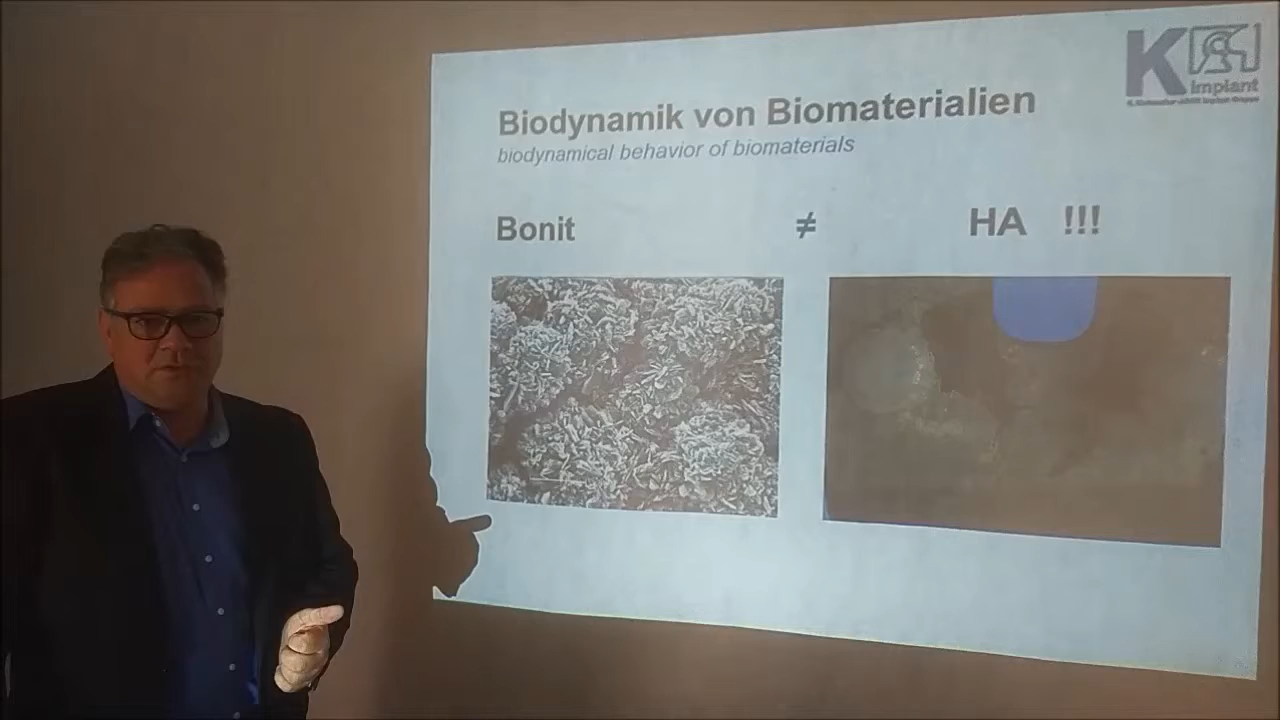 K
Implant
Biodynamik von Biomaterialien
biodynamical behavior of biomaterials
Bonit ≠ HA !!!